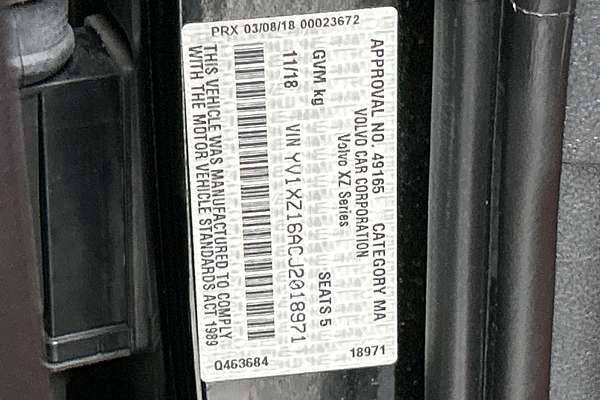 PRX 03/08/18 00023672
APPROVAL NO. 49165 CATEGORY MA
VOLVO CAR CORPORATION
Volvo XZ Series
GVM kg SEATS 5
11/18 VIN YV1XZ16ACJ2018971
THIS VEHICLE WAS MANUFACTURED TO COMPLY
WITH THE MOTOR VEHICLE STANDARDS ACT 1989
Q463684 18971